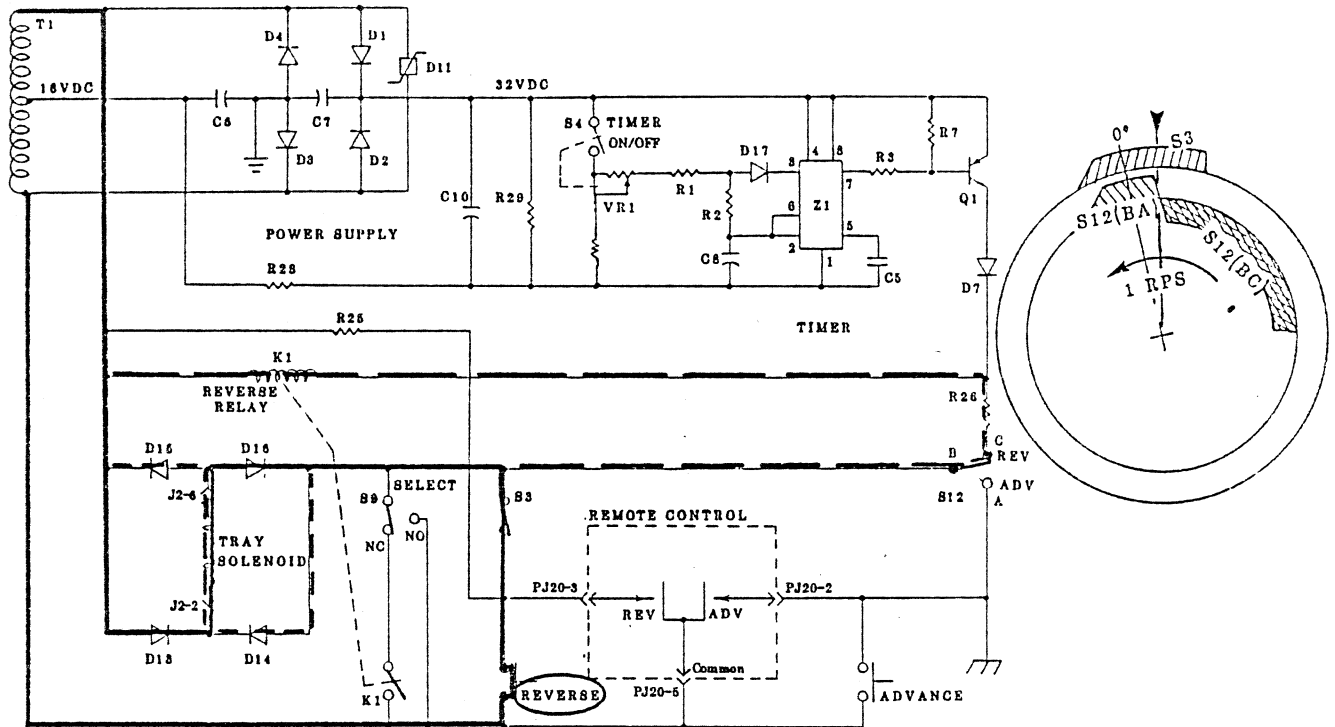 T1
D4
D1
D11
16VDC
C6
C7
32VDC
D3
D2
S4
TIMER
ON/OFF
D17
3
4
8
R7
7
R3
Q1
R1
C10
R29
VR1
R2
6
Z1
2
5
1
C8
C5
POWER SUPPLY
R28
D7
0°
S3
S12(BA)
S12(BC)
1 RPS
TIMER
R25
K1
REVERSE
RELAY
R26
C
REV
B
S12
ADV
A
D15
D16
J2-6
SELECT
S9
NO
NC
S3
TRAY
SOLENOID
REMOTE CONTROL
J2-2
PJ20-3
PJ20-2
REV
ADV
D13
D14
Common
PJ20-5
K1
REVERSE
ADVANCE